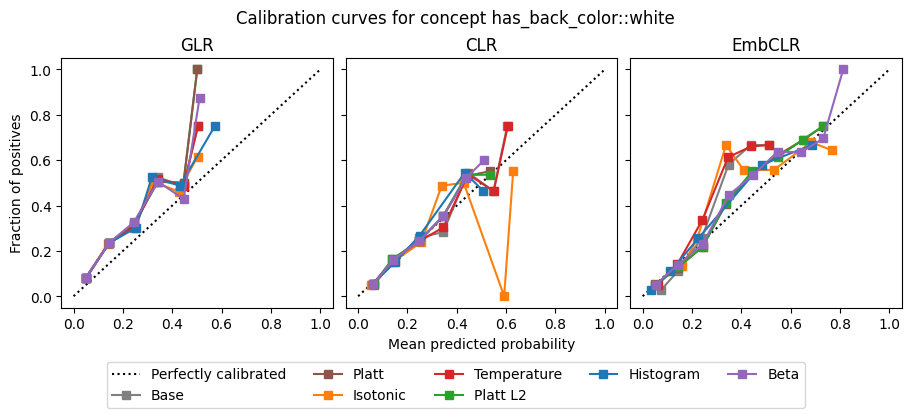 Calibration curves for concept has_back_color::white
GLR CLR EmbCLR
Fraction of positives
1.0
0.8
0.6
0.4
0.2
0.0
0.0 0.2 0.4 0.6 0.8 1.0 0.0 0.2 0.4 0.6 0.8 1.0 0.0 0.2 0.4 0.6 0.8 1.0
Mean predicted probability
Perfectly calibrated Platt Temperature Histogram Beta
Base Isotonic Platt L2